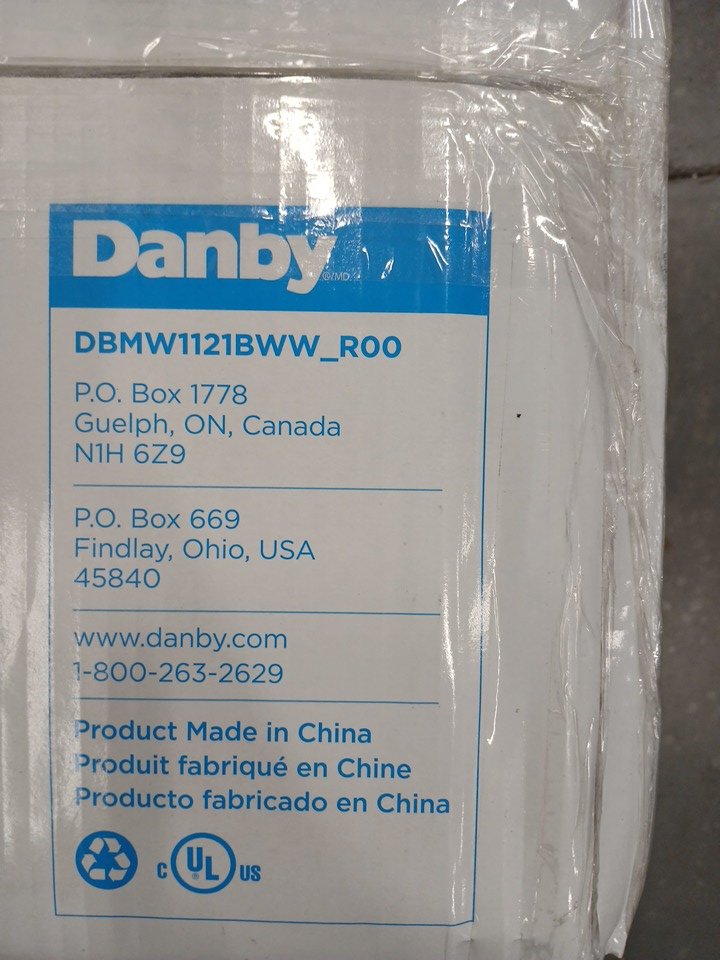 Danby
®/MD
DBMW1121BWW_R00
P.O. Box 1778
Guelph, ON, Canada
N1H 6Z9
P.O. Box 669
Findlay, Ohio, USA
45840
www.danby.com
1-800-263-2629
Product Made in China
Produit fabriqué en Chine
Producto fabricado en China
C UL ® US